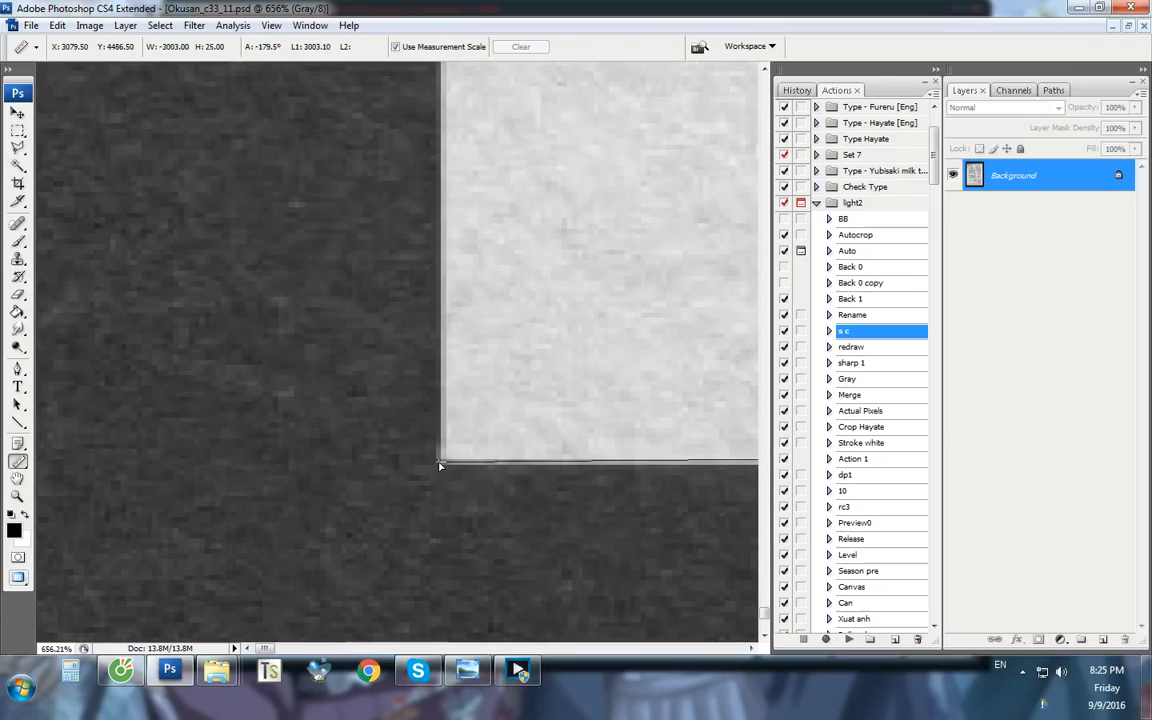 Adobe Photoshop CS4 Extended - [Okusan_c33_11.psd @ 656% (Gray/8)]
File Edit Image Layer Select Filter Analysis View Window Help
X: 3079.50 Y: 4486.50 W: -3003.00 H: 25.00 A: -179.5° L1: 3003.10 L2: Use Measurement Scale Clear Workspace
Ps
History Actions
Type - Fureru [Eng]
Type - Hayate [Eng]
Type Hayate
Set 7
Type - Yubisaki milk t...
Check Type
light2
BB
Autocrop
Auto
Back 0
Back 0 copy
Back 1
Rename
s c
redraw
sharp 1
Gray
Merge
Actual Pixels
Crop Hayate
Stroke white
Action 1
dp1
10
rc3
Preview0
Release
Level
Season pre
Canvas
Can
Xuat anh
Layers Channels Paths
Normal Opacity: 100%
Layer Mask Density: 100%
Lock: Fill: 100%
Background
656.21% Doc: 13.8M/13.8M
Ps TS S
EN
8:25 PM
Friday
9/9/2016